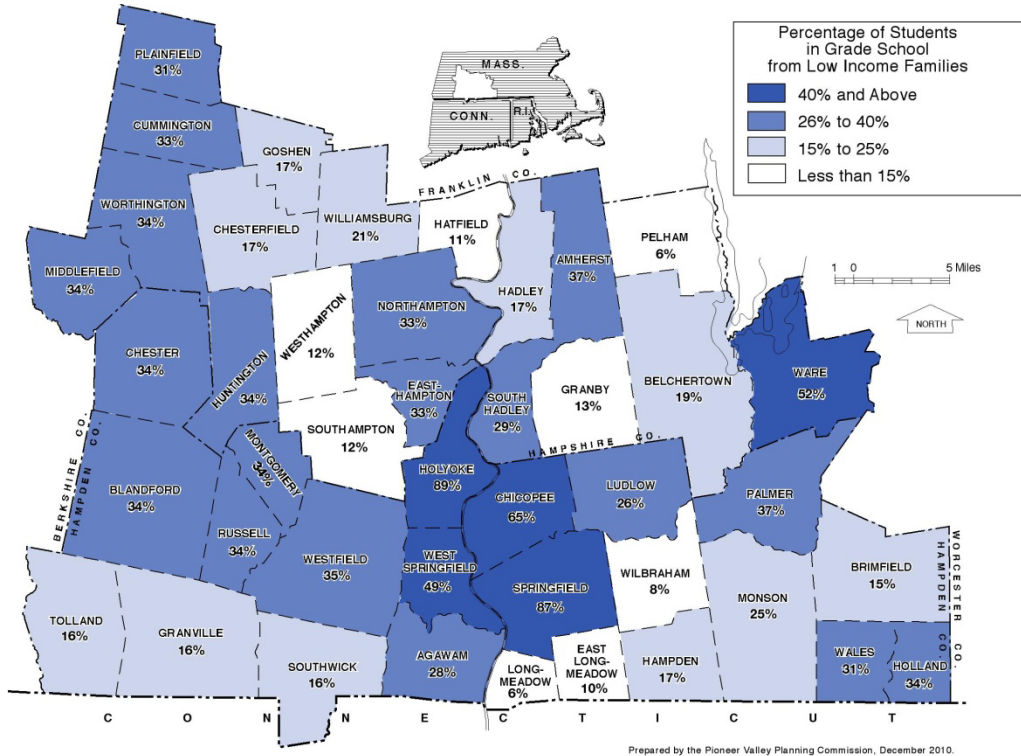 Percentage of Students
in Grade School
from Low Income Families
40% and Above
26% to 40%
15% to 25%
Less than 15%
MASS.
CONN.
R.I.
PLAINFIELD
31%
CUMMINGTON
33%
GOSHEN
17%
WORTHINGTON
34%
CHESTERFIELD
17%
WILLIAMSBURG
21%
FRANKLIN CO.
HATFIELD
11%
HADLEY
17%
AMHERST
37%
PELHAM
6%
1 0 5 Miles
NORTH
MIDDLEFIELD
34%
CHESTER
34%
HUNTINGTON
34%
WESTHAMPTON
12%
NORTHAMPTON
33%
EAST-
HAMPTON
33%
SOUTH
HADLEY
29%
GRANBY
13%
BELCHERTOWN
19%
WARE
52%
SOUTHAMPTON
12%
HAMPSHIRE CO.
MONTGOMERY
34%
HOLYOKE
89%
CHICOPEE
65%
LUDLOW
26%
PALMER
37%
BERKSHIRE CO.
HAMPDEN CO.
BLANDFORD
34%
RUSSELL
34%
WESTFIELD
35%
WEST
SPRINGFIELD
49%
SPRINGFIELD
87%
WILBRAHAM
8%
MONSON
25%
BRIMFIELD
15%
HAMPDEN CO.
WORCESTER CO.
TOLLAND
16%
GRANVILLE
16%
SOUTHWICK
16%
AGAWAM
28%
LONG-
MEADOW
6%
EAST
LONG-
MEADOW
10%
HAMPDEN
17%
WALES
31%
HOLLAND
34%
CONNECTICUT
Prepared by the Pioneer Valley Planning Commission, December 2010.